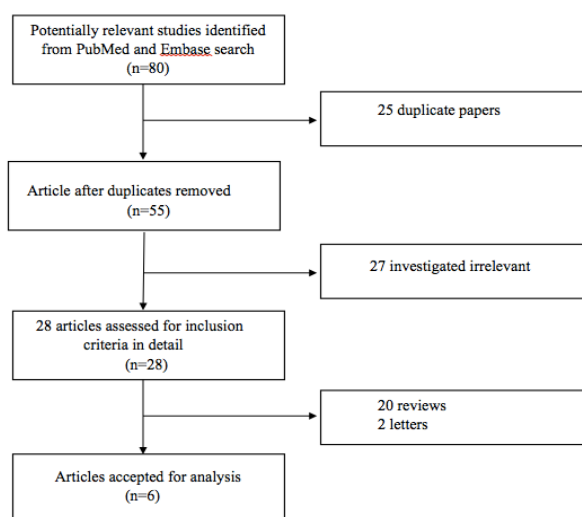 Potentially relevant studies identified
from PubMed and Embase search
(n=80)
25 duplicate papers
Article after duplicates removed
(n=55)
27 investigated irrelevant
28 articles assessed for inclusion
criteria in detail
(n=28)
20 reviews
2 letters
Articles accepted for analysis
(n=6)